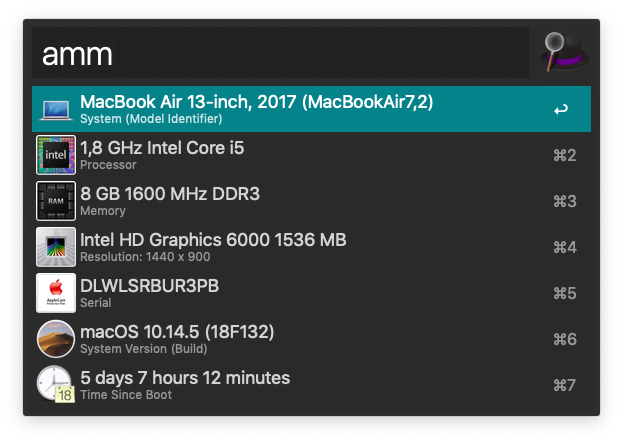 amm
MacBook Air 13-inch, 2017 (MacBookAir7,2)
System (Model Identifier)
↩
intel
1,8 GHz Intel Core i5
Processor
⌘2
RAM
8 GB 1600 MHz DDR3
Memory
⌘3
Intel HD Graphics 6000 1536 MB
Resolution: 1440 x 900
⌘4
AppleCare
DLWLSRBUR3PB
Serial
⌘5
macOS 10.14.5 (18F132)
System Version (Build)
⌘6
18
5 days 7 hours 12 minutes
Time Since Boot
⌘7